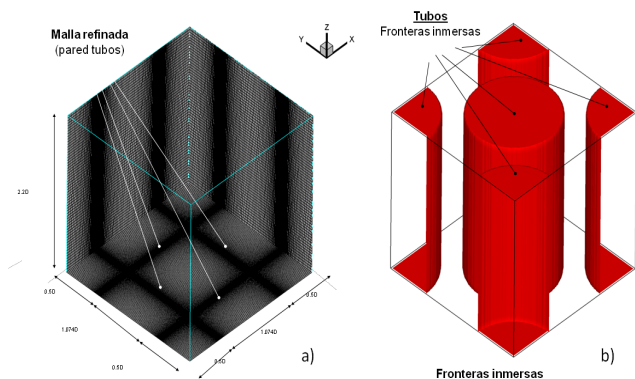 Malla refinada
(pared tubos)
Z
Y
X
2.2D
0.5D
1.074D
0.5D
0.5D
1.074D
0.5D
a)
Tubos
Fronteras inmersas
b)
Fronteras inmersas